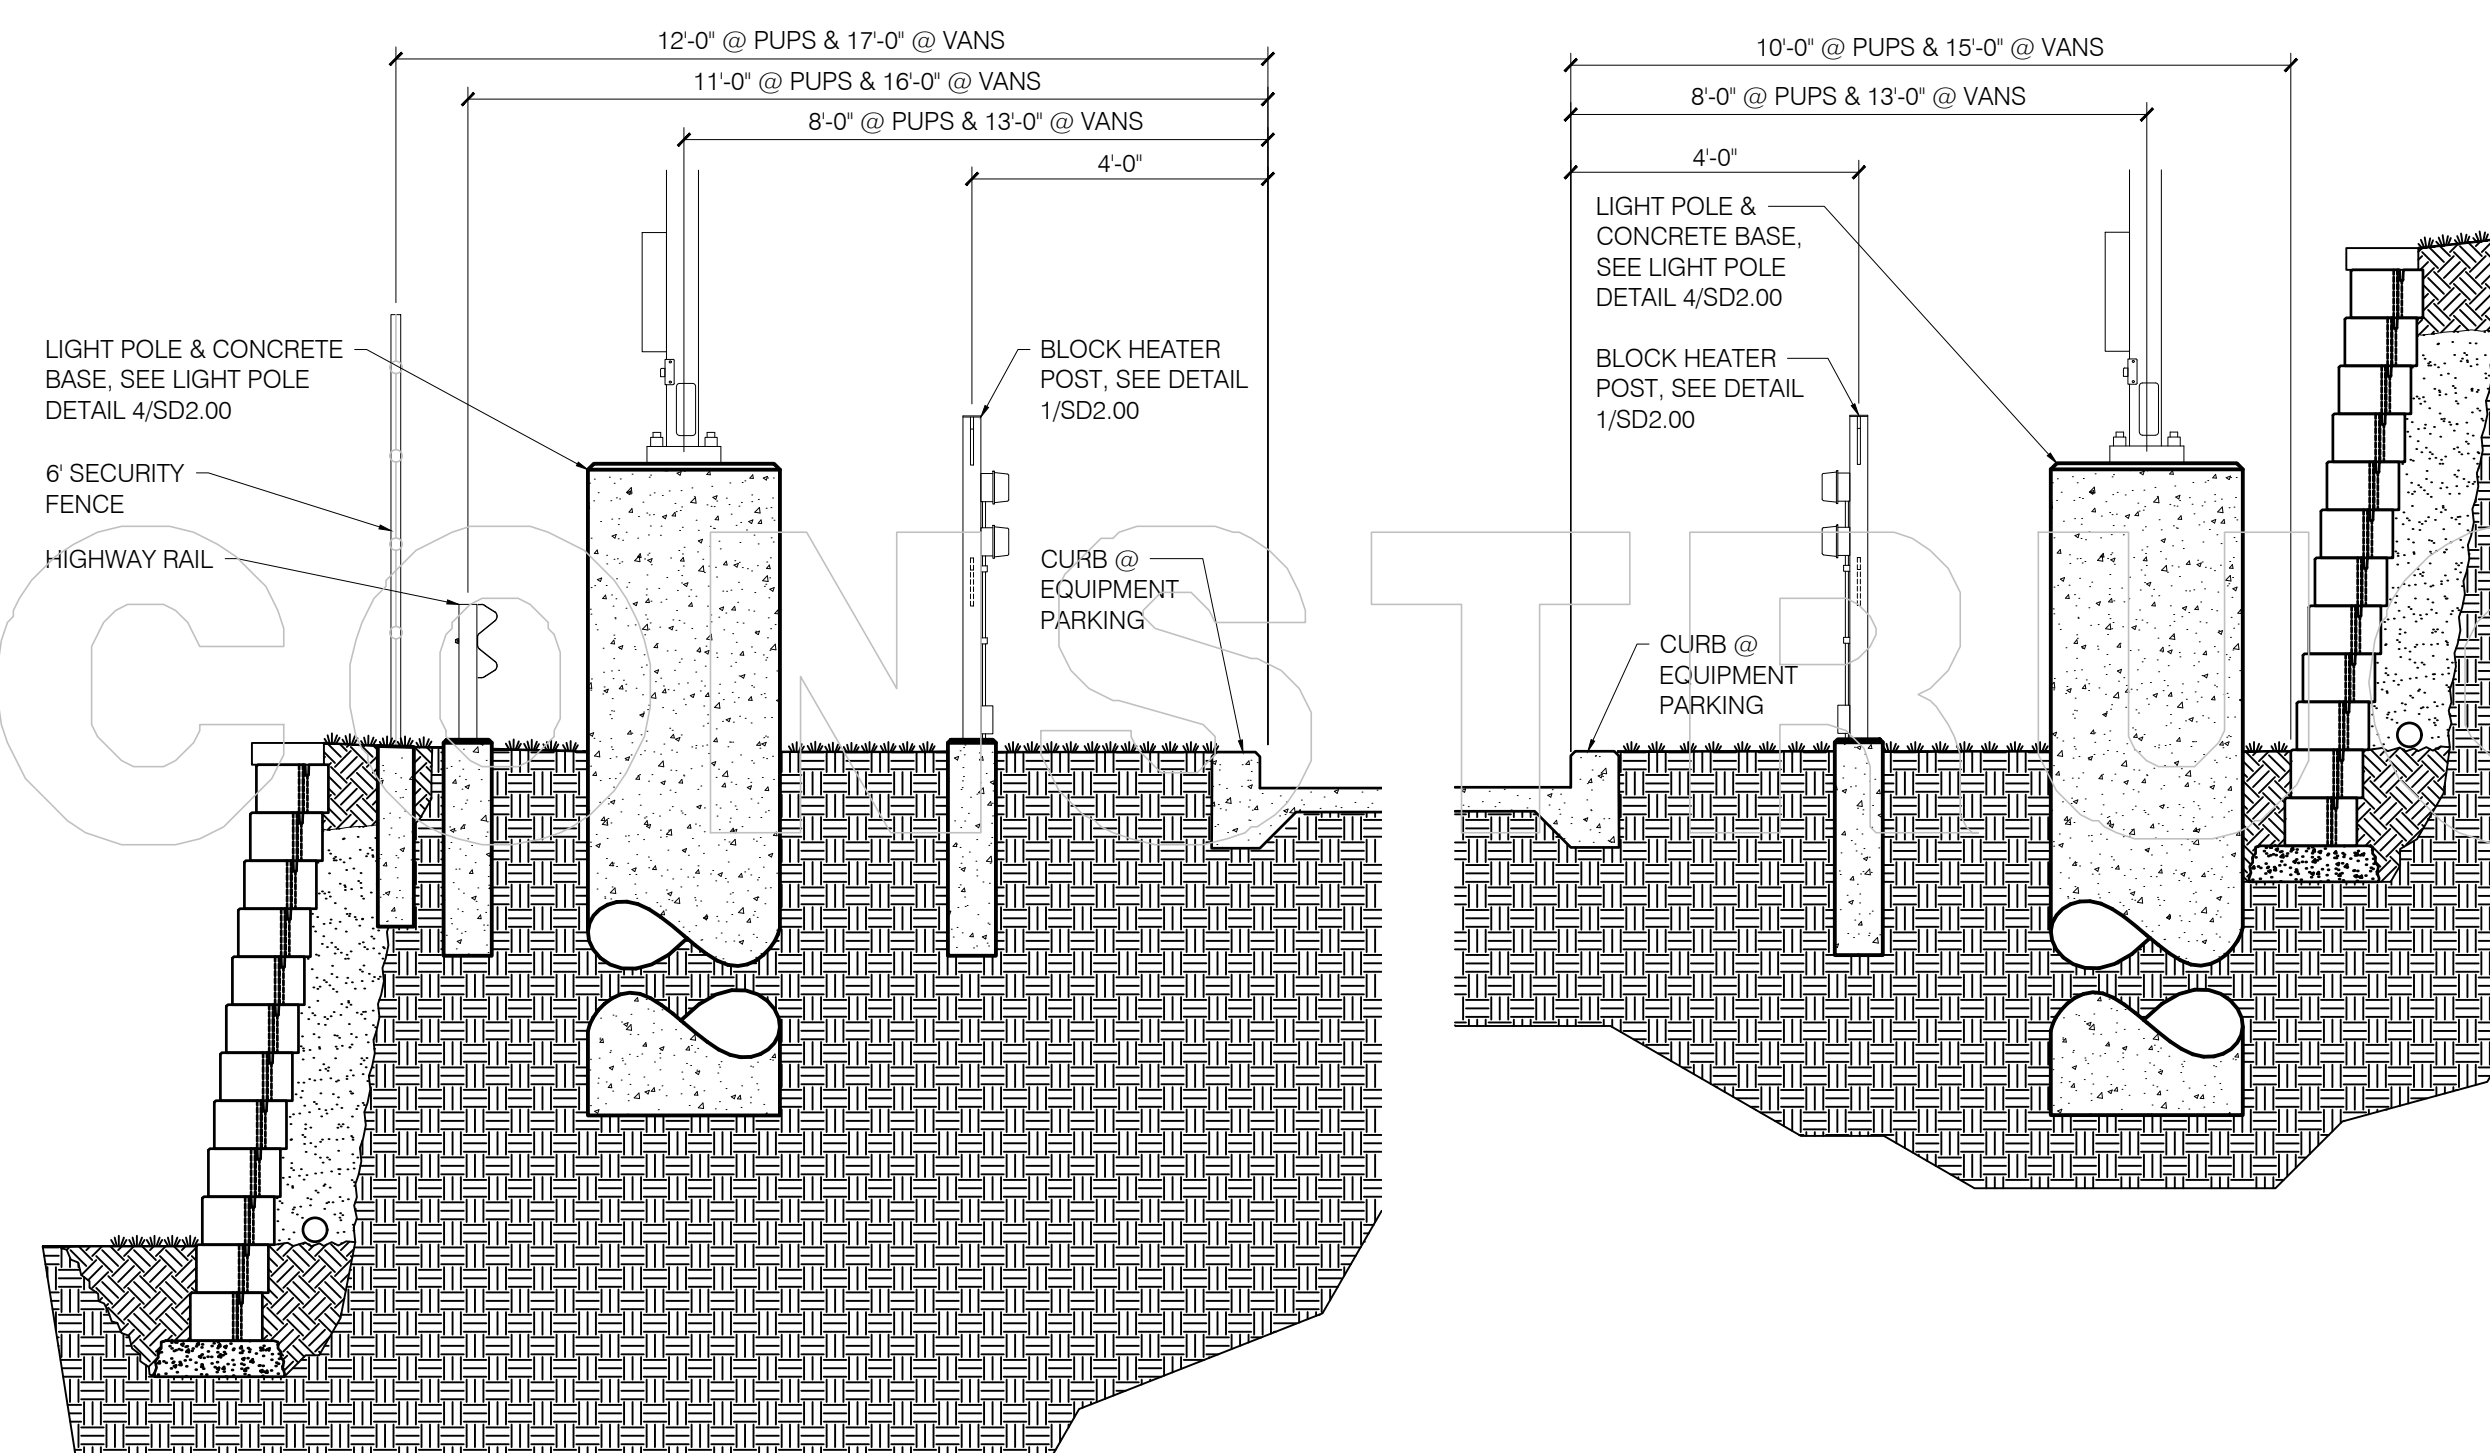 12'-0" @ PUPS & 17'-0" @ VANS
11'-0" @ PUPS & 16'-0" @ VANS
8'-0" @ PUPS & 13'-0" @ VANS
4'-0"
LIGHT POLE & CONCRETE
BASE, SEE LIGHT POLE
DETAIL 4/SD2.00
6' SECURITY
FENCE
HIGHWAY RAIL
BLOCK HEATER
POST, SEE DETAIL
1/SD2.00
CURB @
EQUIPMENT
PARKING
10'-0" @ PUPS & 15'-0" @ VANS
8'-0" @ PUPS & 13'-0" @ VANS
4'-0"
LIGHT POLE &
CONCRETE BASE,
SEE LIGHT POLE
DETAIL 4/SD2.00
BLOCK HEATER
POST, SEE DETAIL
1/SD2.00
CURB @
EQUIPMENT
PARKING
CONSTRUC